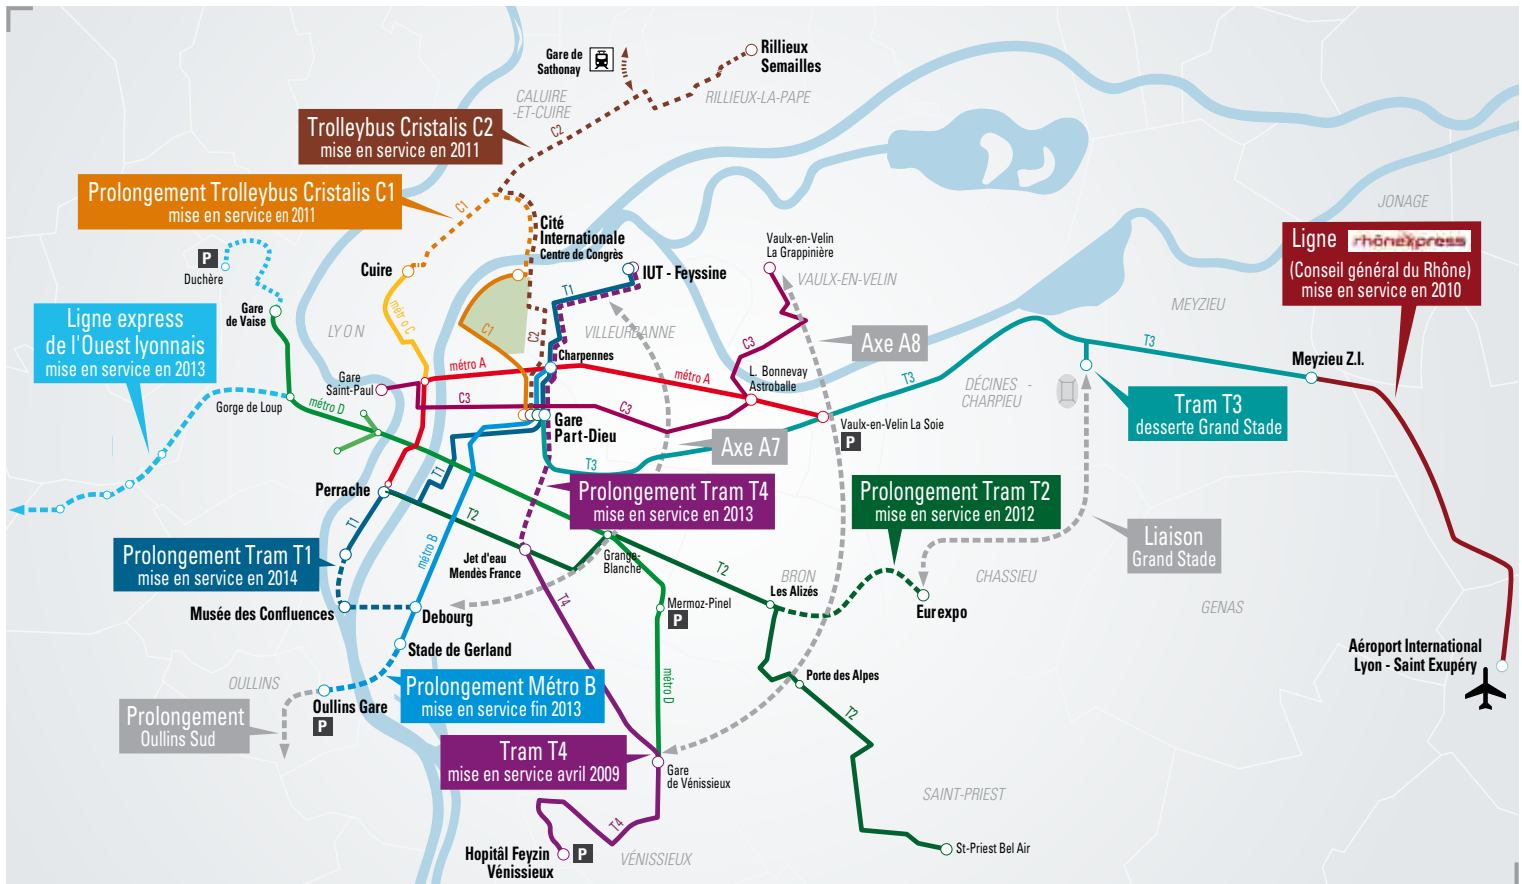 Gare de
Sathonay
Rillieux
Semailles
CALUIRE
-ET-CUIRE
RILLIEUX-LA-PAPE
Trolleybus Cristalis C2
mise en service en 2011
C2
Prolongement Trolleybus Cristalis C1
mise en service en 2011
C1
Cité
Internationale
Centre de Congrès
Vaulx-en-Velin
La Grappinière
JONAGE
Ligne rhônexpress
(Conseil général du Rhône)
mise en service en 2010
P
Duchère
Cuire
IUT - Feyssine
VAULX-EN-VELIN
MEYZIEU
T1
Gare
de Vaise
métro C
LYON
C1
C2
VILLEURBANNE
Ligne express
de l'Ouest lyonnais
mise en service en 2013
Axe A8
C3
T3
Meyzieu Z.I.
Charpennes
métro A
métro A
L. Bonnevay
Astroballe
T3
DÉCINES -
CHARPIEU
Gare
Saint-Paul
Gorge de Loup
métro D
C3
C3
Gare
Part-Dieu
Vaulx-en-Velin La Soie
P
Tram T3
desserte Grand Stade
Axe A7
T3
T1
Perrache
Prolongement Tram T4
mise en service en 2013
Prolongement Tram T2
mise en service en 2012
T1
T2
métro B
Liaison
Grand Stade
Prolongement Tram T1
mise en service en 2014
Jet d'eau
Mendès France
Grange-
Blanche
T2
BRON
Les Alizés
CHASSIEU
GENAS
Musée des Confluences
Debourg
T4
Mermoz-Pinel
P
Eurexpo
Stade de Gerland
Aéroport International
Lyon - Saint Exupéry
OULLINS
Prolongement Métro B
mise en service fin 2013
métro D
Porte des Alpes
Oullins Gare
P
Prolongement
Oullins Sud
T2
Tram T4
mise en service avril 2009
Gare
de Vénissieux
SAINT-PRIEST
T4
Hopitâl Feyzin
Vénissieux
P
VÉNISSIEUX
St-Priest Bel Air